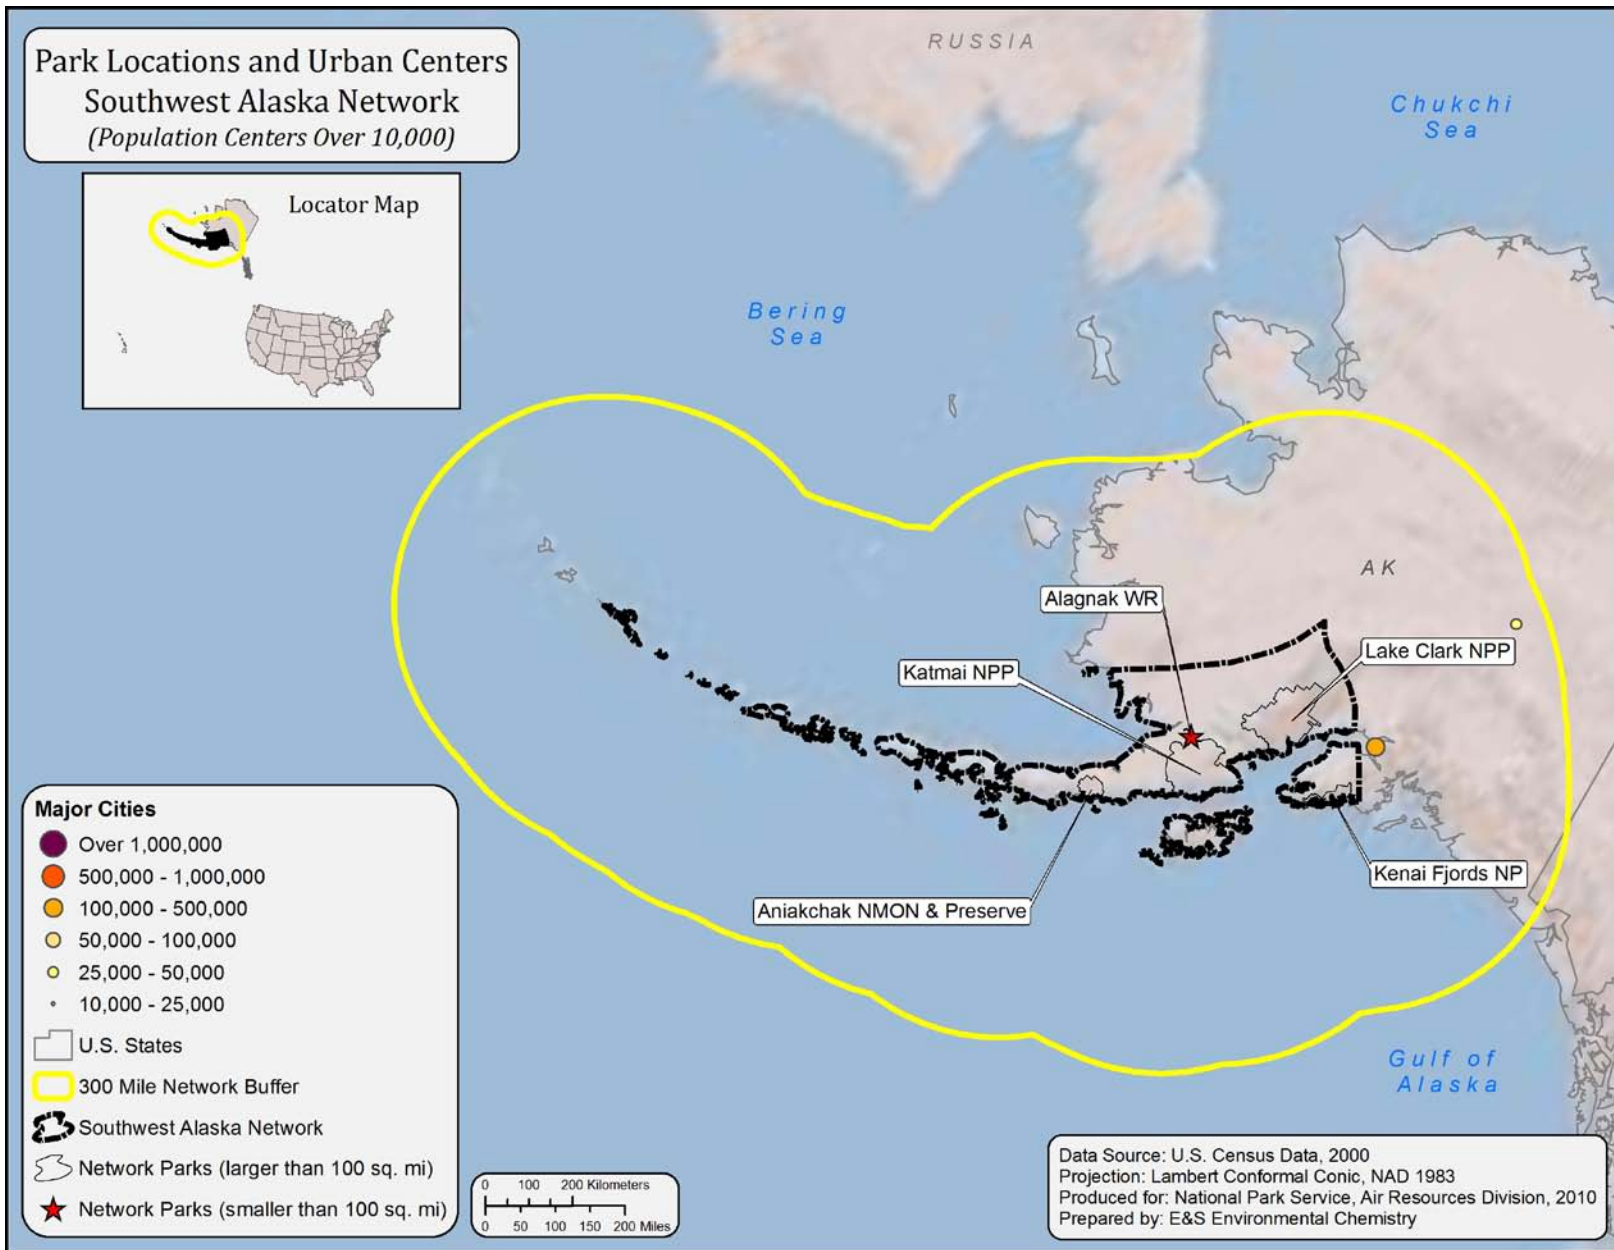 Park Locations and Urban Centers
Southwest Alaska Network
(Population Centers Over 10,000)
Locator Map
RUSSIA
Chukchi
Sea
Bering
Sea
AK
Alagnak WR
Lake Clark NPP
Katmai NPP
Kenai Fjords NP
Aniakchak NMON & Preserve
Gulf of
Alaska
Major Cities
Over 1,000,000
500,000 - 1,000,000
100,000 - 500,000
50,000 - 100,000
25,000 - 50,000
10,000 - 25,000
U.S. States
300 Mile Network Buffer
Southwest Alaska Network
Network Parks (larger than 100 sq. mi)
Network Parks (smaller than 100 sq. mi)
0 100 200 Kilometers
0 50 100 150 200 Miles
Data Source: U.S. Census Data, 2000
Projection: Lambert Conformal Conic, NAD 1983
Produced for: National Park Service, Air Resources Division, 2010
Prepared by: E&S Environmental Chemistry